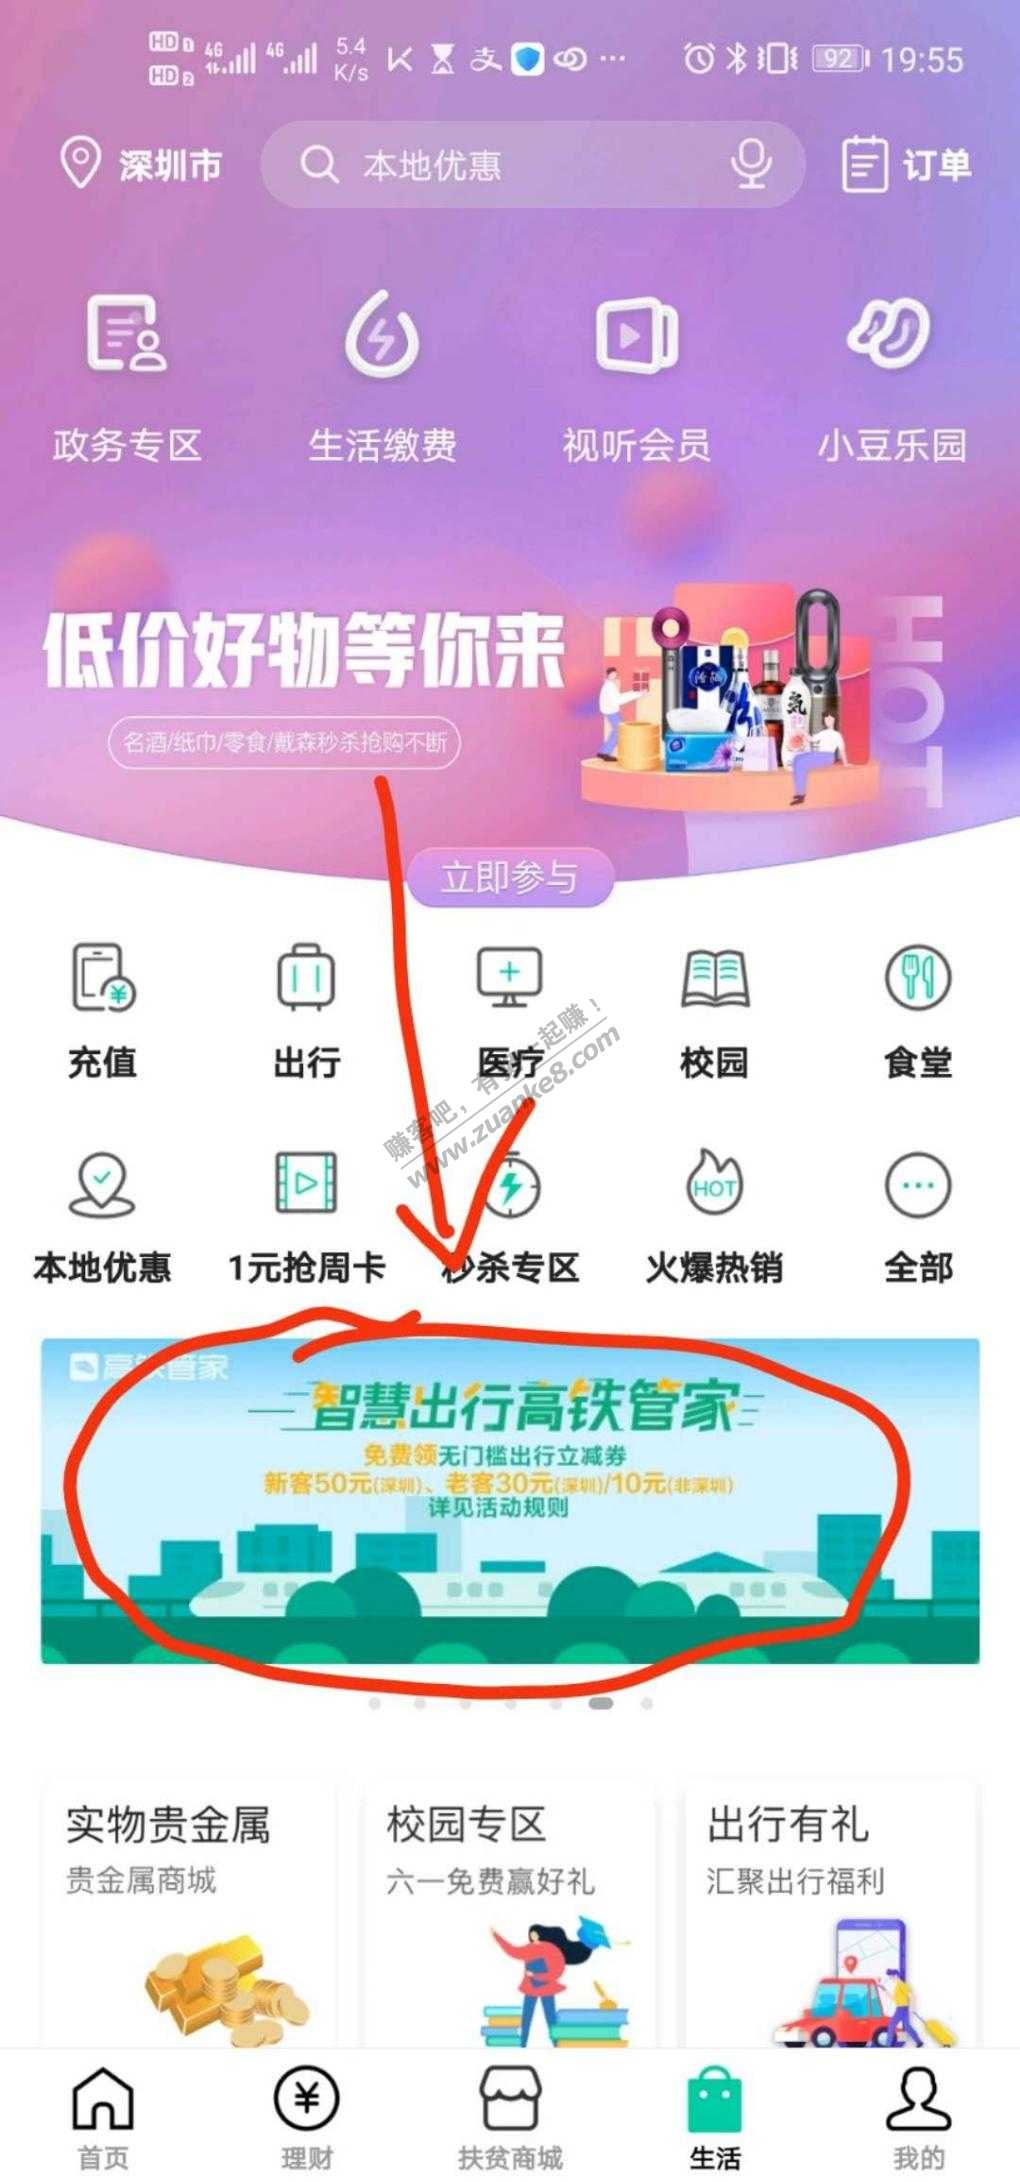 HD 1 4G 4G 5.4 支 ··· 92 19:55
HD 2 K/s
深圳市 本地优惠 订单
政务专区 生活缴费 视听会员 小豆乐园
低价好物等你来
HOT
名酒/纸巾/零食/戴森秒杀抢购不断
立即参与
充值 出行 医疗 校园 食堂
赚客吧，有你一起赚！
www.zuanke8.com
HOT
本地优惠 1元抢周卡 秒杀专区 火爆热销 全部
高铁管家
智慧出行高铁管家
免费领无门槛出行立减券
新客50元(深圳)、老客30元(深圳)/10元(非深圳)
详见活动规则
实物贵金属 校园专区 出行有礼
贵金属商城 六一免费赢好礼 汇聚出行福利
首页 理财 扶贫商城 生活 我的